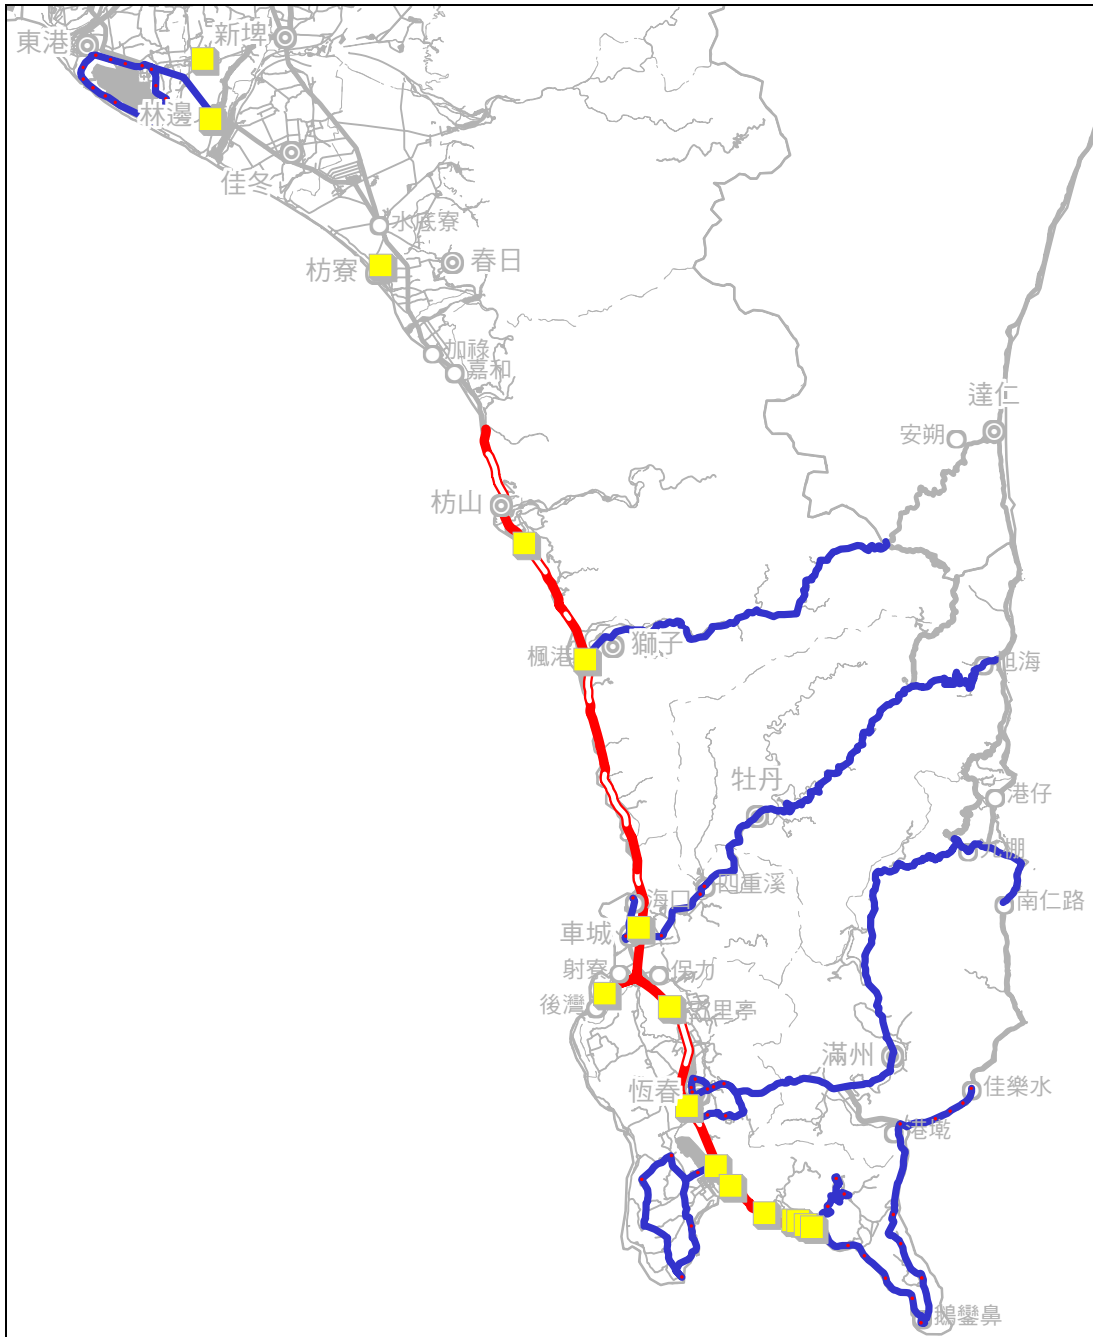 東港
新埤
林邊
佳冬
水底寮
枋寮
春日
加祿
嘉和
達仁
安朔
枋山
楓港
獅子
旭海
牡丹
港仔
九棚
四重溪
海口
南仁路
車城
射寮
保力
後灣
滿州
恆春
佳樂水
港墘
鵝鑾鼻